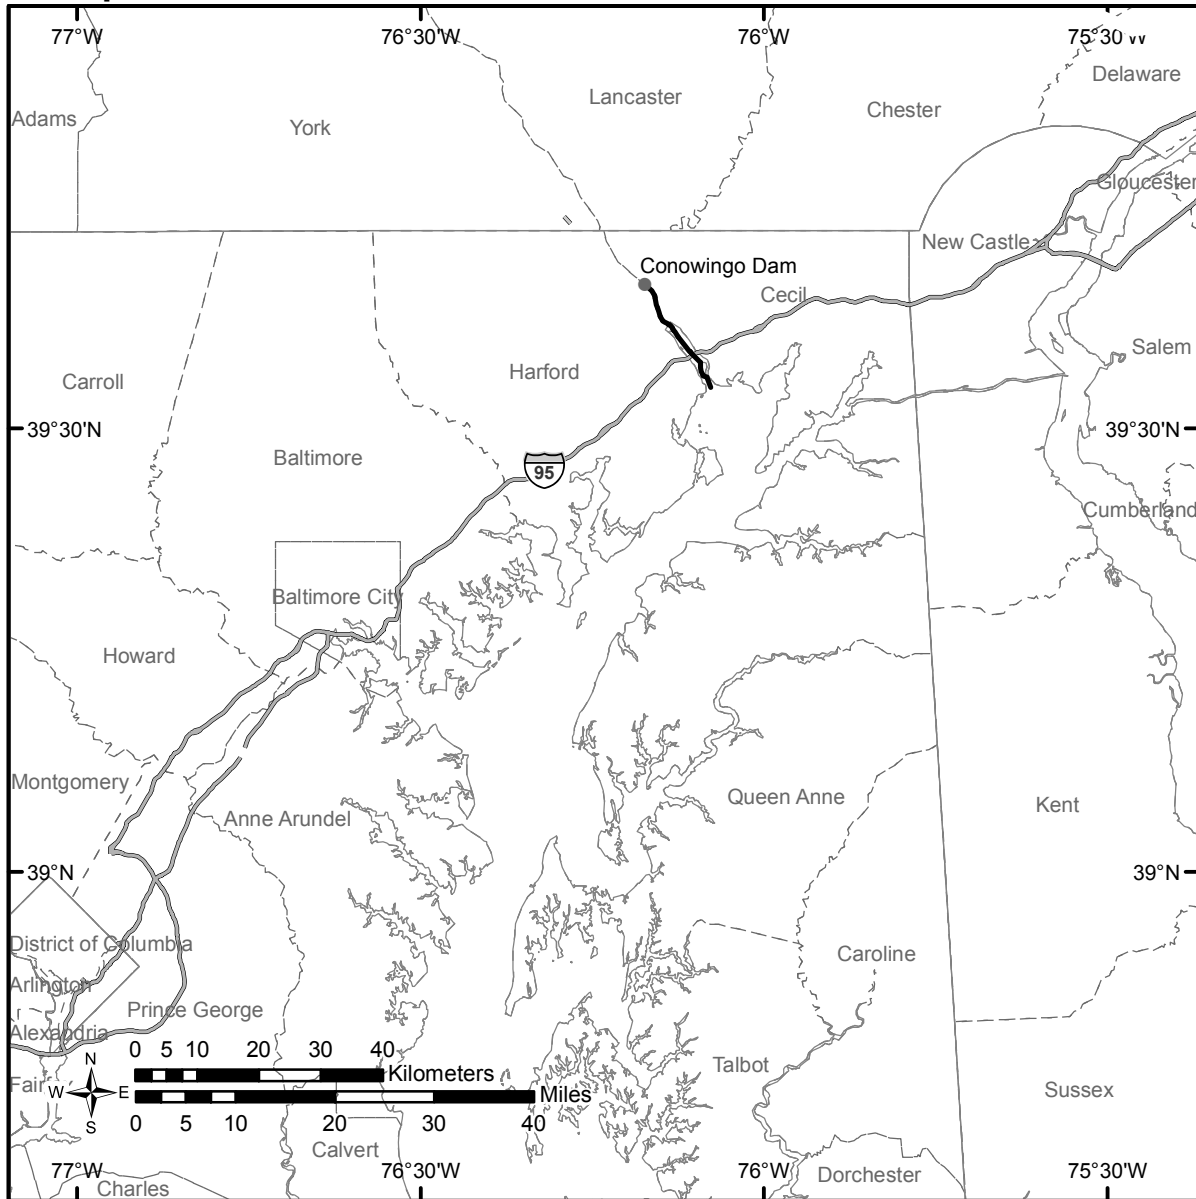 77°W 76°30'W 76°W 75°30'W
Delaware
Lancaster
Chester
Adams
York
Gloucester
New Castle
Conowingo Dam
Cecil
Salem
Harford
Carroll
39°30'N 39°30'N
Baltimore
95
Cumberland
Baltimore City
Howard
Montgomery
Queen Anne
Kent
Anne Arundel
39°N 39°N
District of Columbia
Caroline
Arlington
Prince George
Alexandria
N
0 5 10 20 30 40
Talbot
Kilometers
Fairf
W E
Miles
Sussex
S
0 5 10 20 30 40
Calvert
77°W 76°30'W 76°W 75°30'W
Dorchester
Charles